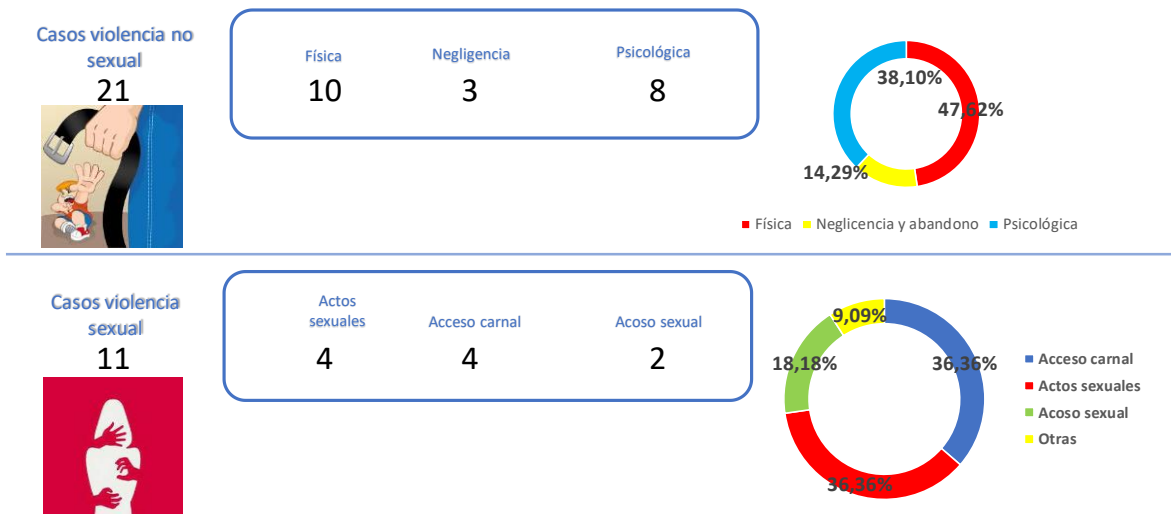 Casos violencia no
sexual
21
Física
Negligencia
Psicológica
10
3
8
38,10%
47,62%
14,29%
Física
Neglicencia y abandono
Psicológica
Casos violencia
sexual
11
Actos
sexuales
Acceso carnal
Acoso sexual
4
4
2
9,09%
18,18%
36,36%
36,36%
Acceso carnal
Actos sexuales
Acoso sexual
Otras